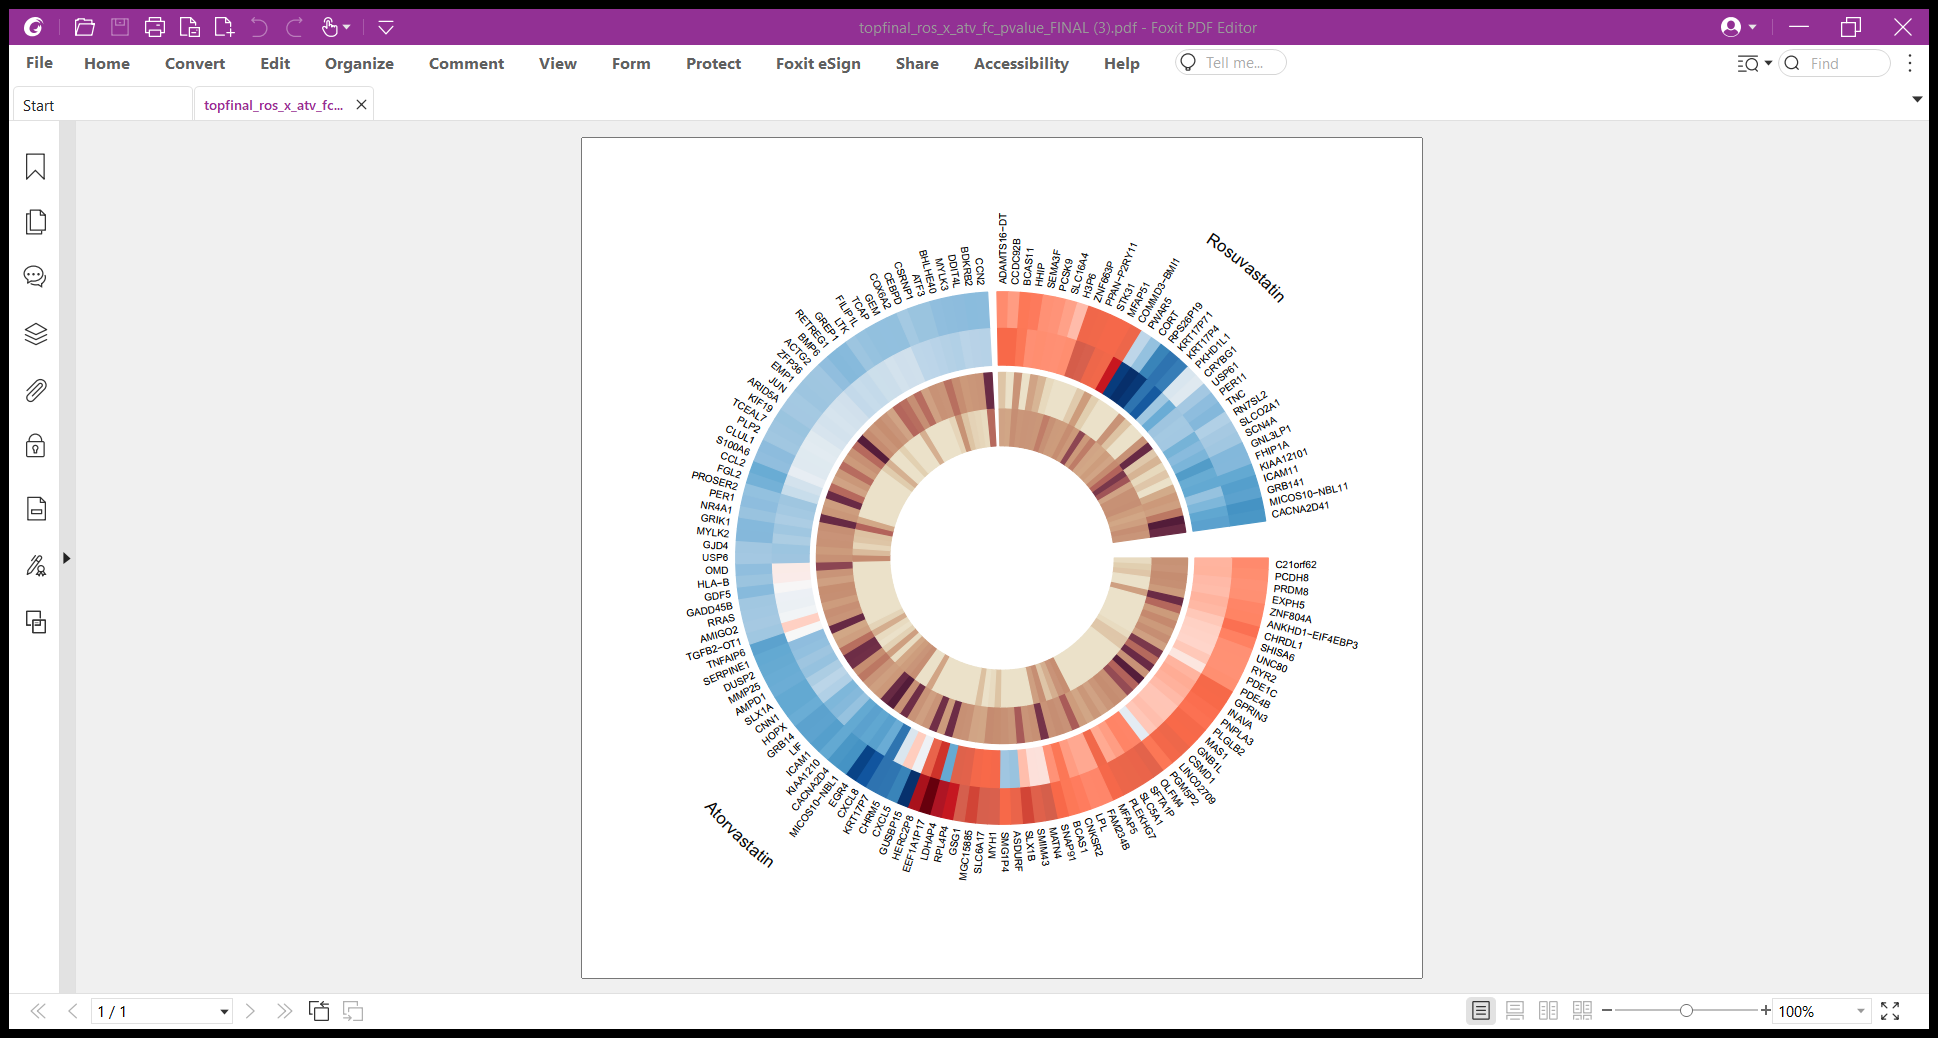 topfinal_ros_x_atv_fc_pvalue_FINAL (3).pdf - Foxit PDF Editor
File
Home
Convert
Edit
Organize
Comment
View
Form
Protect
Foxit eSign
Share
Accessibility
Help
Tell me...
Find
Start
topfinal_ros_x_atv_fc...
Rosuvastatin
ADAMTS16-DT
CCDC92B
BCAS11
HHIP
SEMA3F
PCSK9
SLC16A4
H3P6
ZNF663P
PPAN-P2RY11
STK31
MFAP51
COMMD3-BMI1
PWAR5
CORT
RPS26P19
KRT17P71
KRT17P4
PKHD1L1
CRYBG1
USP61
PER11
TNC
RN7SL2
SLCO2A1
SCN4A
GNL3LP1
FHIP1A
KIAA12101
ICAM11
GRB141
MICOS10-NBL11
CACNA2D41
C21orf62
PCDH8
PRDM8
EXPH5
ZNF804A
ANKHD1-EIF4EBP3
CHRDL1
SHISA6
UNC80
RYR2
PDE1C
PDE4B
GPRIN3
INAVA
PNPLA3
PLGLB2
MAS1
GNB1L
CSMD1
LINC02709
PGM5P2
OLFM4
SFTA1P
SLC5A1
PLEKHG7
MFAP5
FAM234B
LPL
CNKSR2
BCAS1
SNAP91
MATN4
SMIM43
SLX1B
ASDURF
SMG1P4
MYH1
SLC6A17
MGC15885
GSG1
RPL4P4
LDHAP4
EEF1A1P17
HERC2P8
GUSBP15
CXCL5
CHRM5
KRT17P7
CXCL8
EGR4
MICOS10-NBL1
CACNA2D4
KIAA1210
ICAM1
LIF
GRB14
HOPX
CNN1
SLX1A
AMPD1
MMP25
DUSP2
SERPINE1
TNFAIP6
TGFB2-OT1
AMIGO2
RRAS
GADD45B
GDF5
HLA-B
OMD
USP6
GJD4
MYLK2
GRIK1
NR4A1
PER1
PROSER2
FGL2
CCL2
S100A6
CLUL1
PLP2
TCEAL7
KIF19
ARID5A
JUN
EMP1
ZFP36
ACTG2
BMP6
RETREG1
GREP1
LTK
FILIP1L
TCAP
GEM
COX6A2
CEBPD
CSRNP1
ATF3
BHLHE40
MYLK3
DDIT4L
BDKRB2
CCN2
Atorvastatin
1 / 1
100%